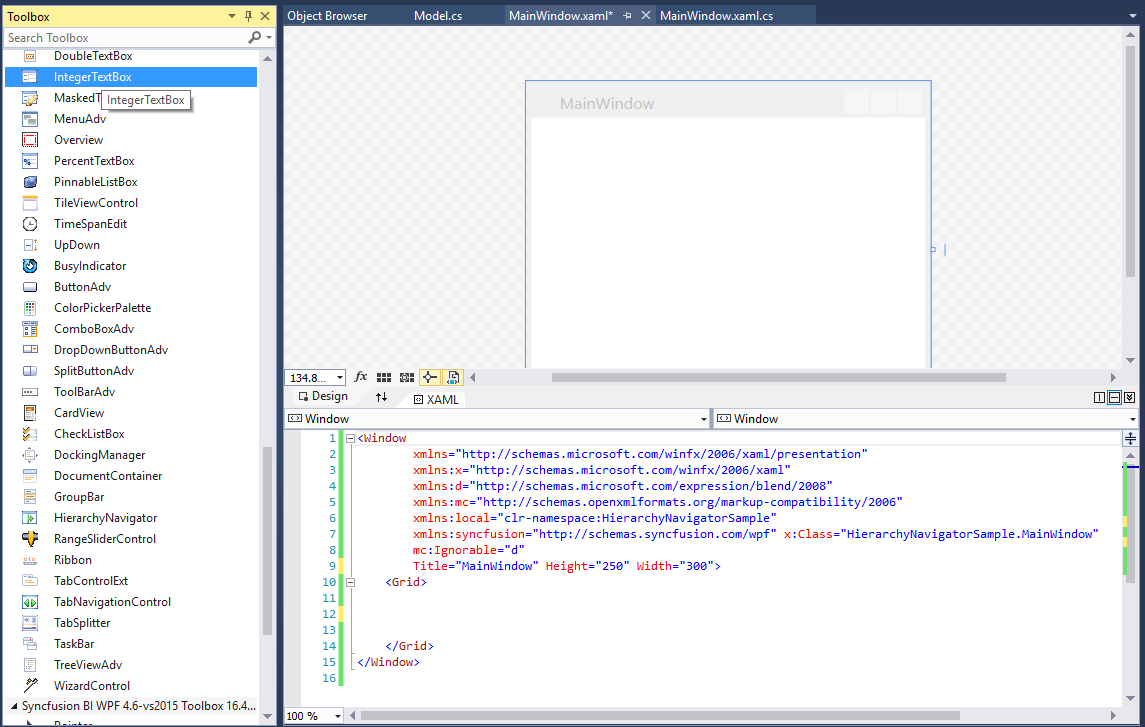 Toolbox
Search Toolbox
DoubleTextBox
IntegerTextBox
MaskedT
IntegerTextBox
MenuAdv
Overview
PercentTextBox
PinnableListBox
TileViewControl
TimeSpanEdit
UpDown
BusyIndicator
ButtonAdv
ColorPickerPalette
ComboBoxAdv
DropDownButtonAdv
SplitButtonAdv
ToolBarAdv
CardView
CheckListBox
DockingManager
DocumentContainer
GroupBar
HierarchyNavigator
RangeSliderControl
Ribbon
TabControlExt
TabNavigationControl
TabSplitter
TaskBar
TreeViewAdv
WizardControl
Syncfusion BI WPF 4.6-vs2015 Toolbox 16.4...
Object Browser Model.cs MainWindow.xaml* MainWindow.xaml.cs
MainWindow
134.8... fx
Design XAML
Window Window
1 <Window
2 xmlns="http://schemas.microsoft.com/winfx/2006/xaml/presentation"
3 xmlns:x="http://schemas.microsoft.com/winfx/2006/xaml"
4 xmlns:d="http://schemas.microsoft.com/expression/blend/2008"
5 xmlns:mc="http://schemas.openxmlformats.org/markup-compatibility/2006"
6 xmlns:local="clr-namespace:HierarchyNavigatorSample"
7 xmlns:syncfusion="http://schemas.syncfusion.com/wpf" x:Class="HierarchyNavigatorSample.MainWindow"
8 mc:Ignorable="d"
9 Title="MainWindow" Height="250" Width="300">
10 <Grid>
11
12
13
14 </Grid>
15 </Window>
16
100 %